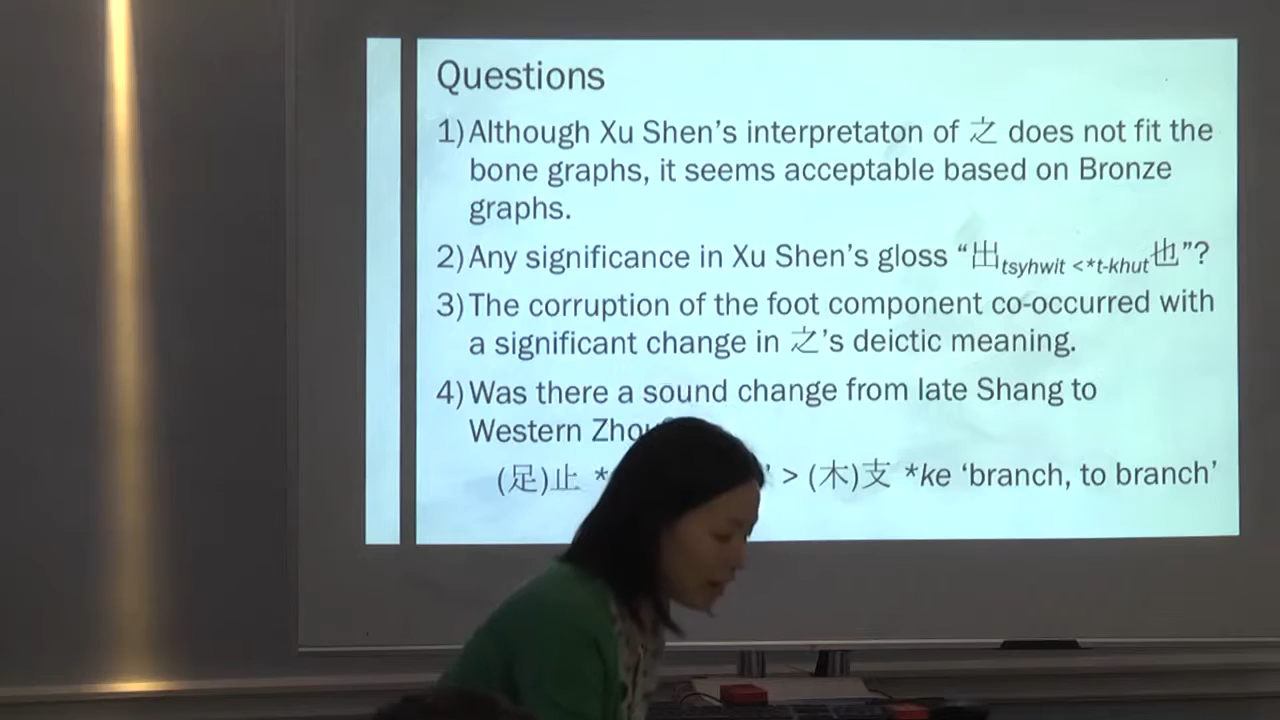 Questions
1) Although Xu Shen's interpretaton of 之 does not fit the
bone graphs, it seems acceptable based on Bronze
graphs.
2) Any significance in Xu Shen's gloss “出tsyhwit <*t-khut也”?
3) The corruption of the foot component co-occurred with
a significant change in 之's deictic meaning.
4) Was there a sound change from late Shang to
Western
(足)止 * ' > (木)支 *ke ‘branch, to branch’